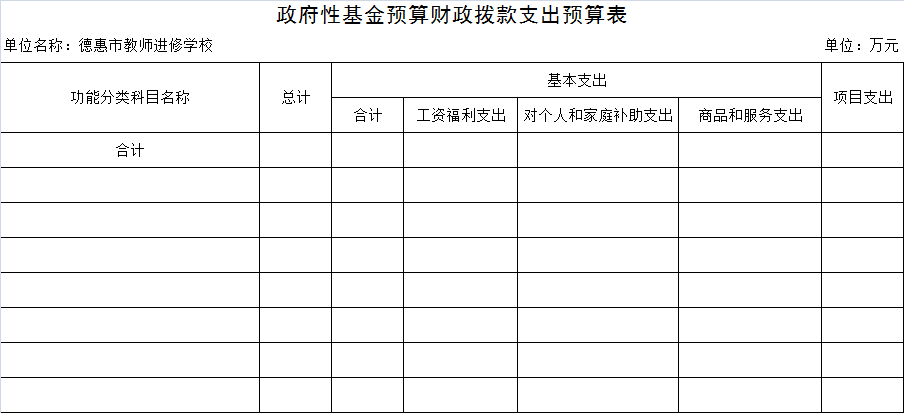 政府性基金预算财政拨款支出预算表
单位名称：德惠市教师进修学校 单位：万元
功能分类科目名称 总计 基本支出 项目支出
合计 工资福利支出 对个人和家庭补助支出 商品和服务支出
合计